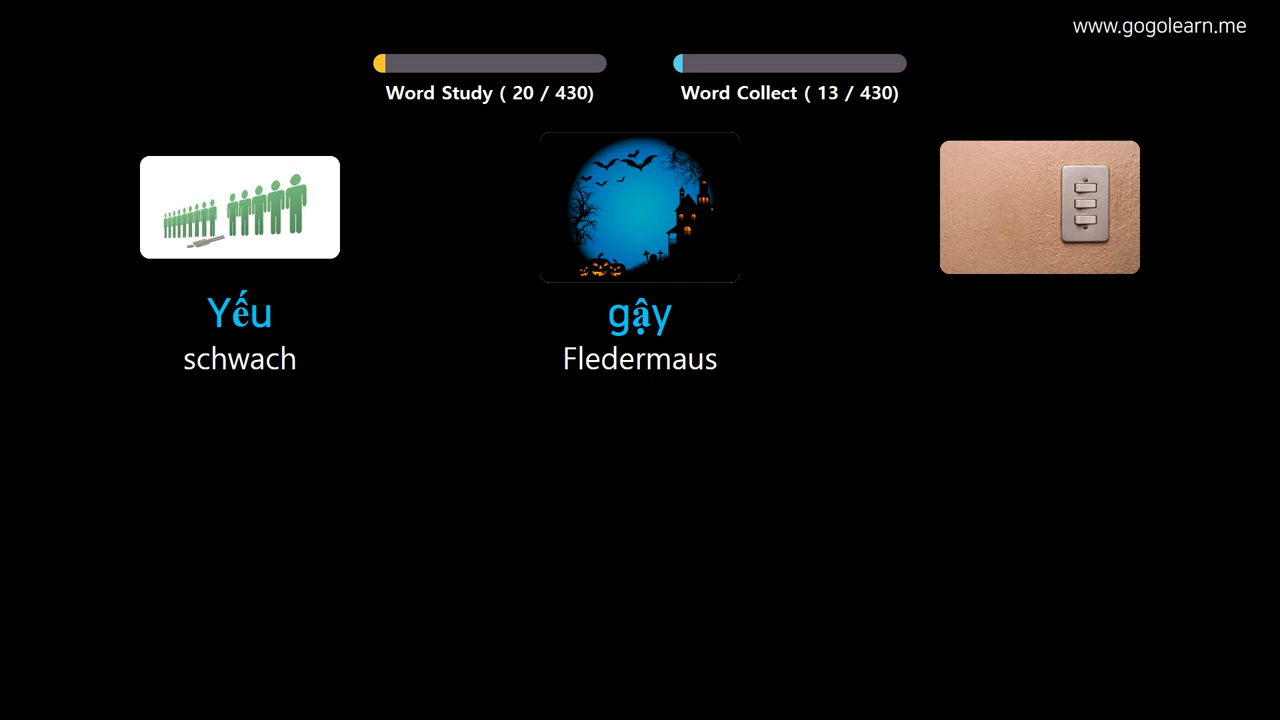 www.gogolearn.me
Word Study ( 20 / 430)
Word Collect ( 13 / 430)
Yếu
schwach
gậy
Fledermaus